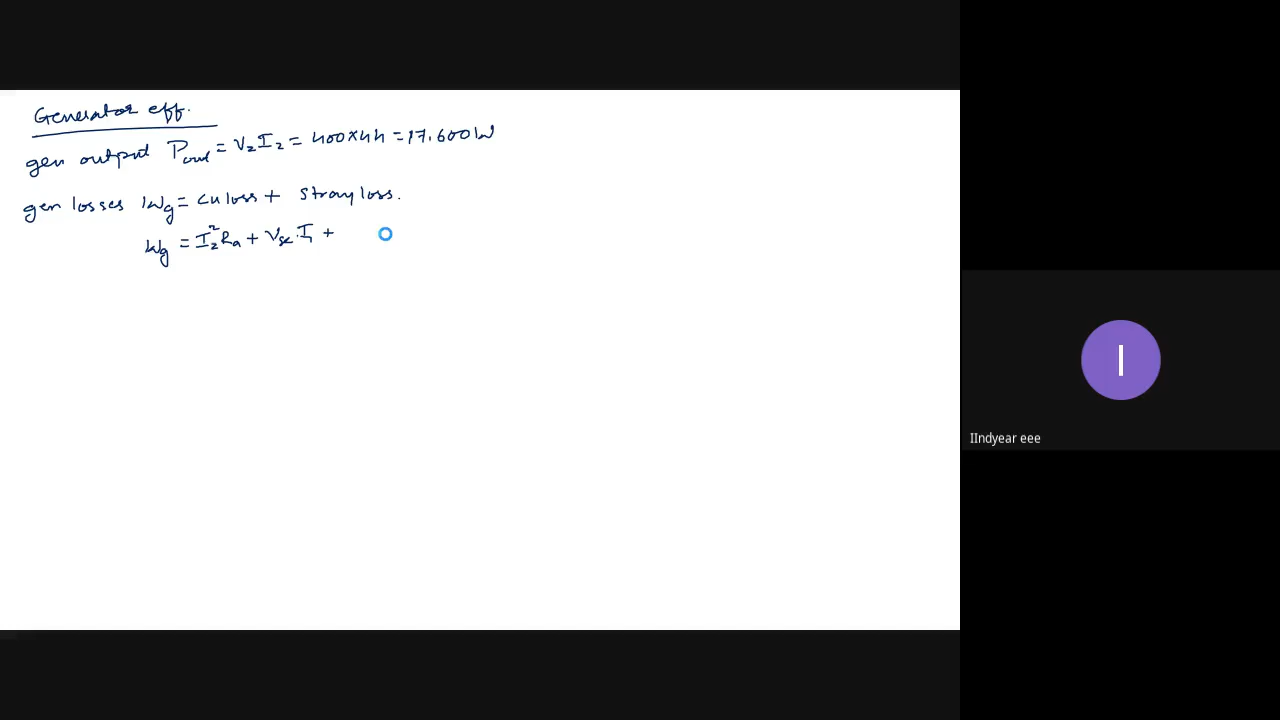 Generator eff.
gen output Pout = V₂I₂ = 400×44 = 17,600W
gen losses Wg = cu loss + Stray loss.
Wg = I₂²Ra + Vse·I₁ +
IIndyear eee
I